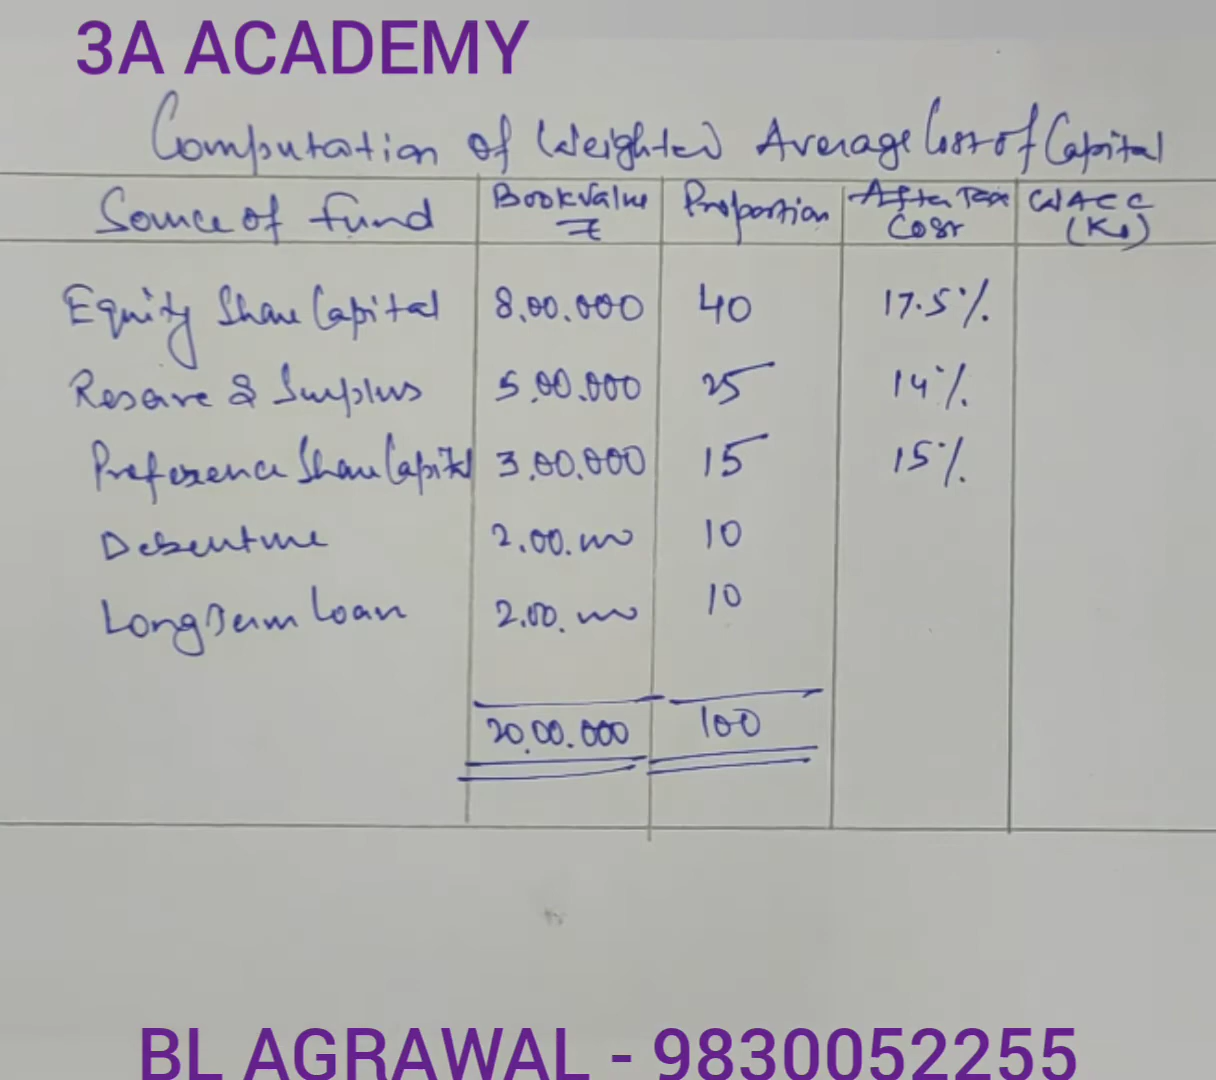 3A ACADEMY
Computation of Weighted Average Cost of Capital
Source of Fund Book Value ₹ Proportion After Tax Cost WACC (Ko)
Equity Share Capital 8,00,000 40 17.5%
Reserve & Surplus 5,00,000 25 14%
Preference Share Capital 3,00,000 15 15%
Debenture 2,00,000 10
Long Term Loan 2,00,000 10
20,00,000 100
BL AGRAWAL - 9830052255